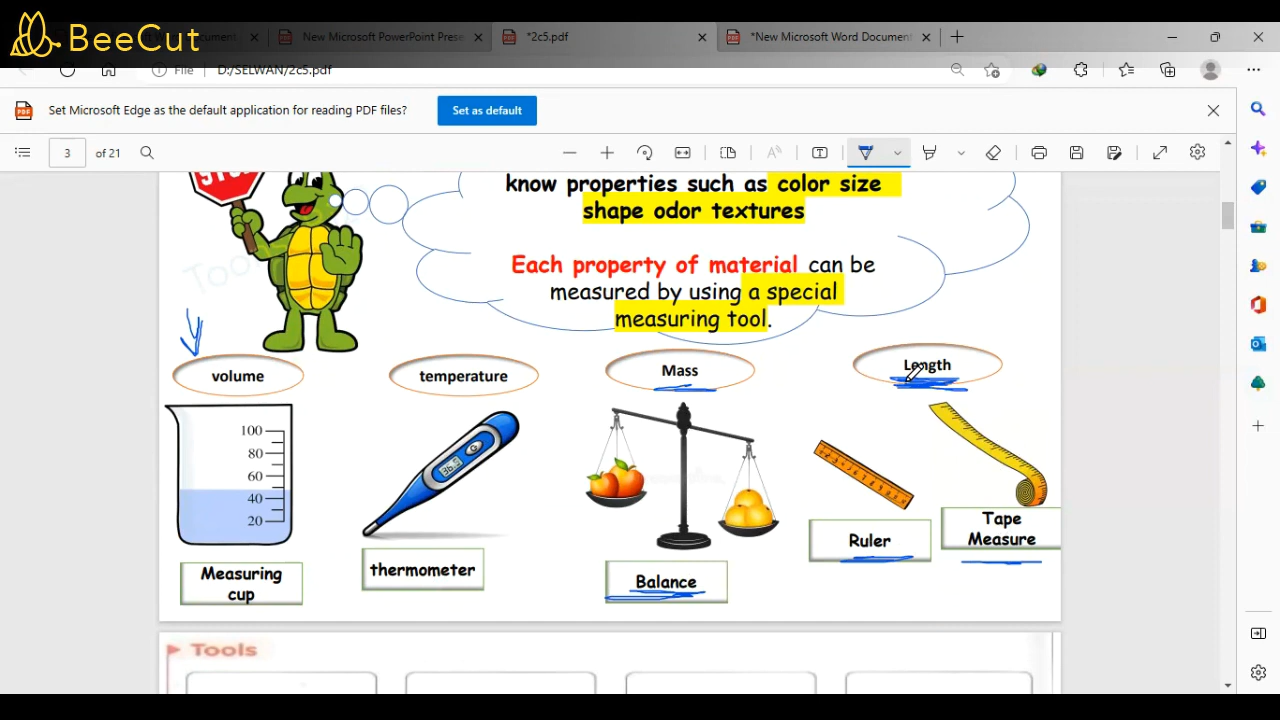 BeeCut
New Microsoft PowerPoint Prese
*2c5.pdf
*New Microsoft Word Document
File D:/SELWAN/2c5.pdf
Set Microsoft Edge as the default application for reading PDF files? Set as default
3 of 21
STOP
know properties such as color size
shape odor textures
Each property of material can be
measured by using a special
measuring tool.
volume temperature Mass Length
100
80
60
40
20
36.5
Measuring
cup
thermometer
Balance
Ruler
Tape
Measure
Tools